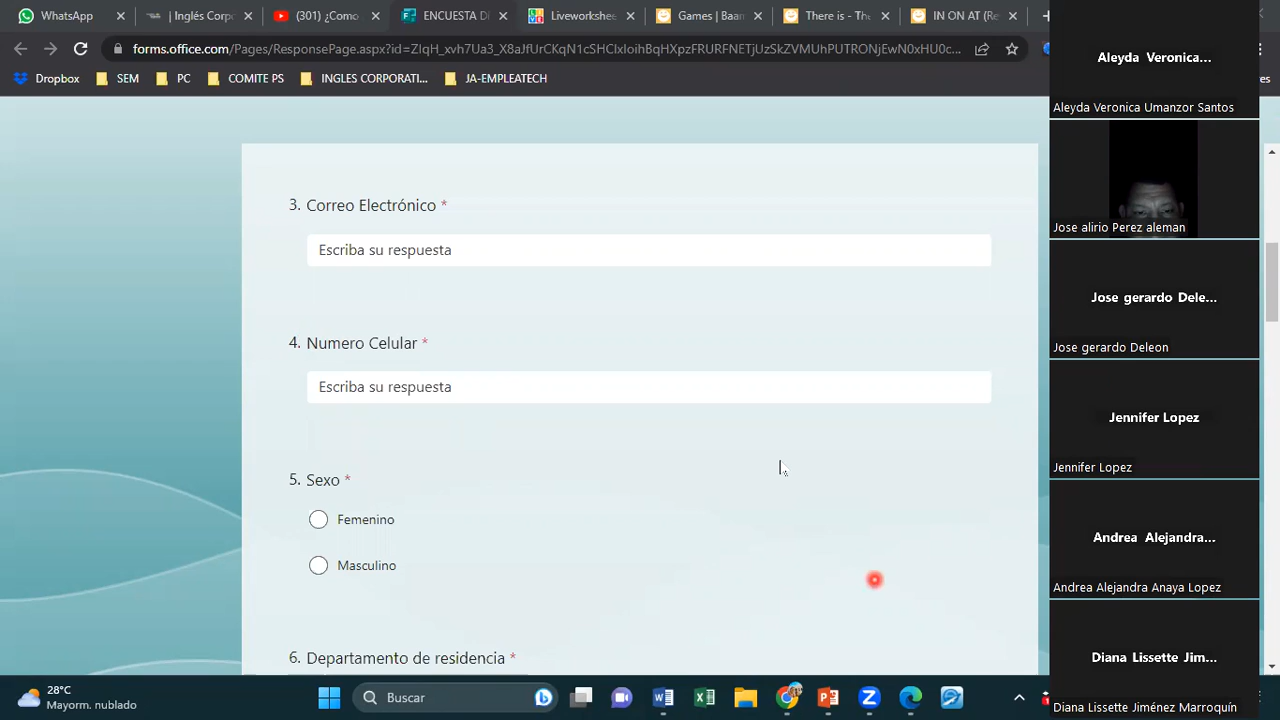 WhatsApp
| Inglés Corpo
(301) ¿Como
ENCUESTA DI
Liveworkshee
Games | Baam
There is - The
IN ON AT (Re
forms.office.com/Pages/ResponsePage.aspx?id=
Dropbox
SEM
PC
COMITE PS
INGLES CORPORATI...
JA-EMPLEATECH
3. Correo Electrónico *
Escriba su respuesta
4. Numero Celular *
Escriba su respuesta
5. Sexo *
Femenino
Masculino
6. Departamento de residencia *
Aleyda Veronica...
Aleyda Veronica Umanzor Santos
Jose alirio Perez aleman
Jose gerardo Dele...
Jose gerardo Deleon
Jennifer Lopez
Jennifer Lopez
Andrea Alejandra...
Andrea Alejandra Anaya Lopez
Diana Lissette Jim...
Diana Lissette Jiménez Marroquín
28°C
Mayorm. nublado
Buscar